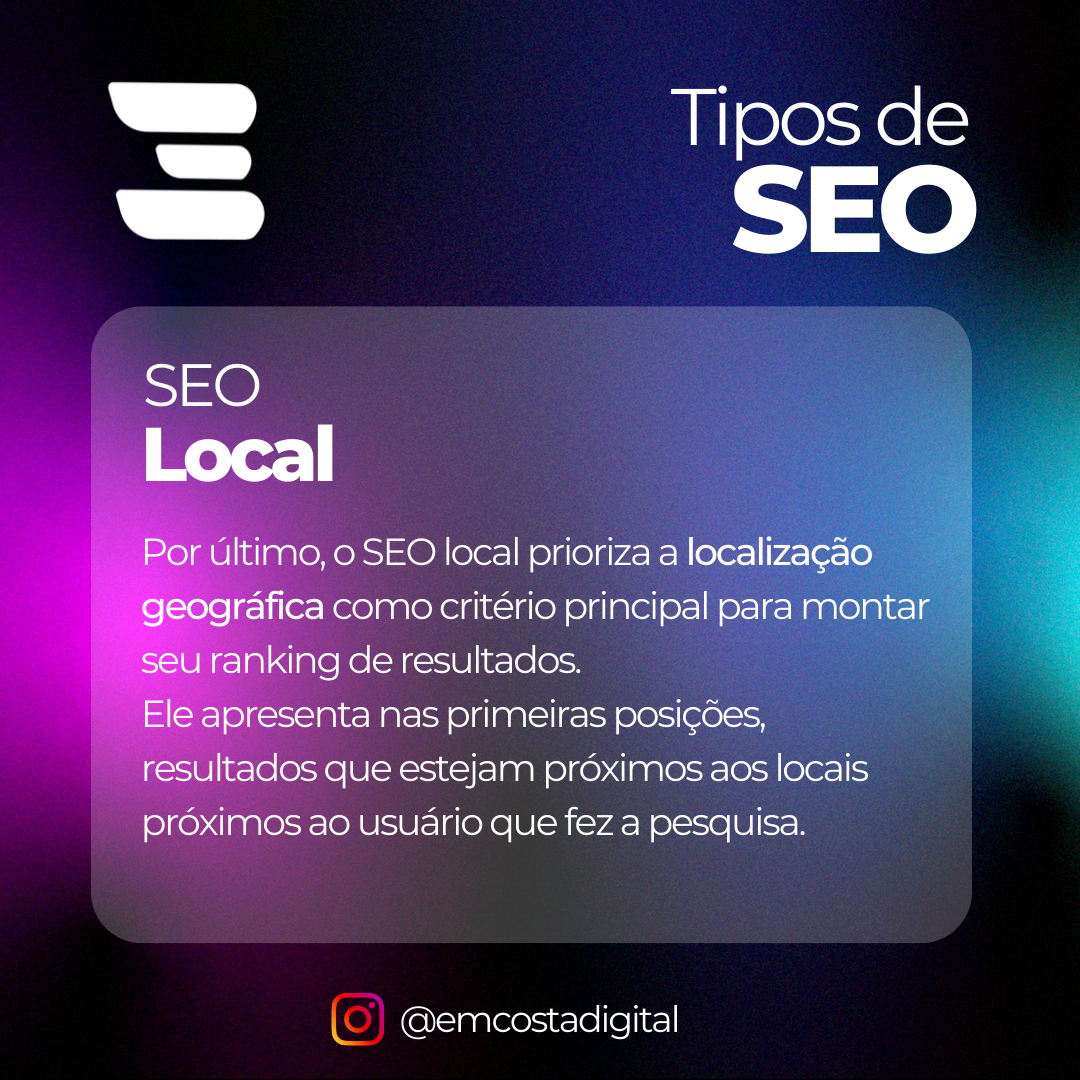 Tipos de
SEO
SEO
Local
Por último, o SEO local prioriza a localização
geográfica como critério principal para montar
seu ranking de resultados.
Ele apresenta nas primeiras posições,
resultados que estejam próximos aos locais
próximos ao usuário que fez a pesquisa.
@emcostadigital